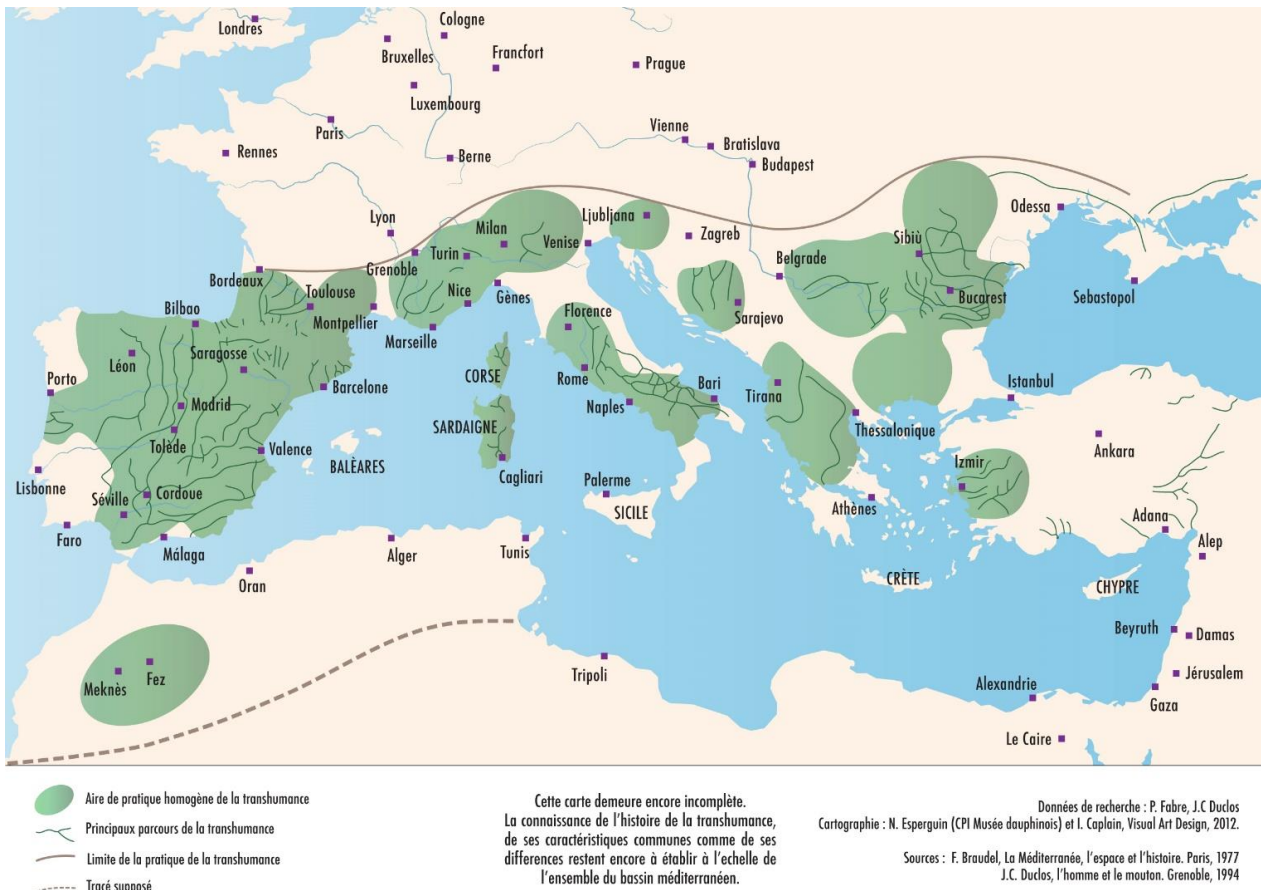 Londres
Cologne
Bruxelles
Francfort
Prague
Luxembourg
Paris
Vienne
Bratislava
Rennes
Berne
Budapest
Lyon
Ljubljana
Odessa
Milan
Zagreb
Venise
Sibiù
Turin
Grenoble
Belgrade
Bordeaux
Toulouse
Nice
Gènes
Bucarest
Sebastopol
Bilbao
Montpellier
Florence
Sarajevo
Marseille
Saragosse
Léon
CORSE
Porto
Barcelone
Rome
Bari
Tirana
Istanbul
Madrid
Naples
SARDAIGNE
Thessalonique
Tolède
Valence
Ankara
BALÈARES
Izmir
Lisbonne
Cagliari
Palerme
Séville
Cordoue
Athènes
SICILE
Adana
Faro
Málaga
Alger
Tunis
Alep
Oran
CRÈTE
CHYPRE
Beyruth
Damas
Meknès
Fez
Tripoli
Jérusalem
Alexandrie
Gaza
Le Caire
Aire de pratique homogène de la transhumance
Principaux parcours de la transhumance
Limite de la pratique de la transhumance
Tracé supposé
Cette carte demeure encore incomplète.
La connaissance de l'histoire de la transhumance,
de ses caractéristiques communes comme de ses
differences restent encore à établir à l'echelle de
l'ensemble du bassin méditerranéen.
Données de recherche : P. Fabre, J.C Duclos
Cartographie : N. Esperguin (CPI Musée dauphinois) et I. Caplain, Visual Art Design, 2012.
Sources : F. Braudel, La Méditerranée, l'espace et l'histoire. Paris, 1977
J.C. Duclos, l'homme et le mouton. Grenoble, 1994